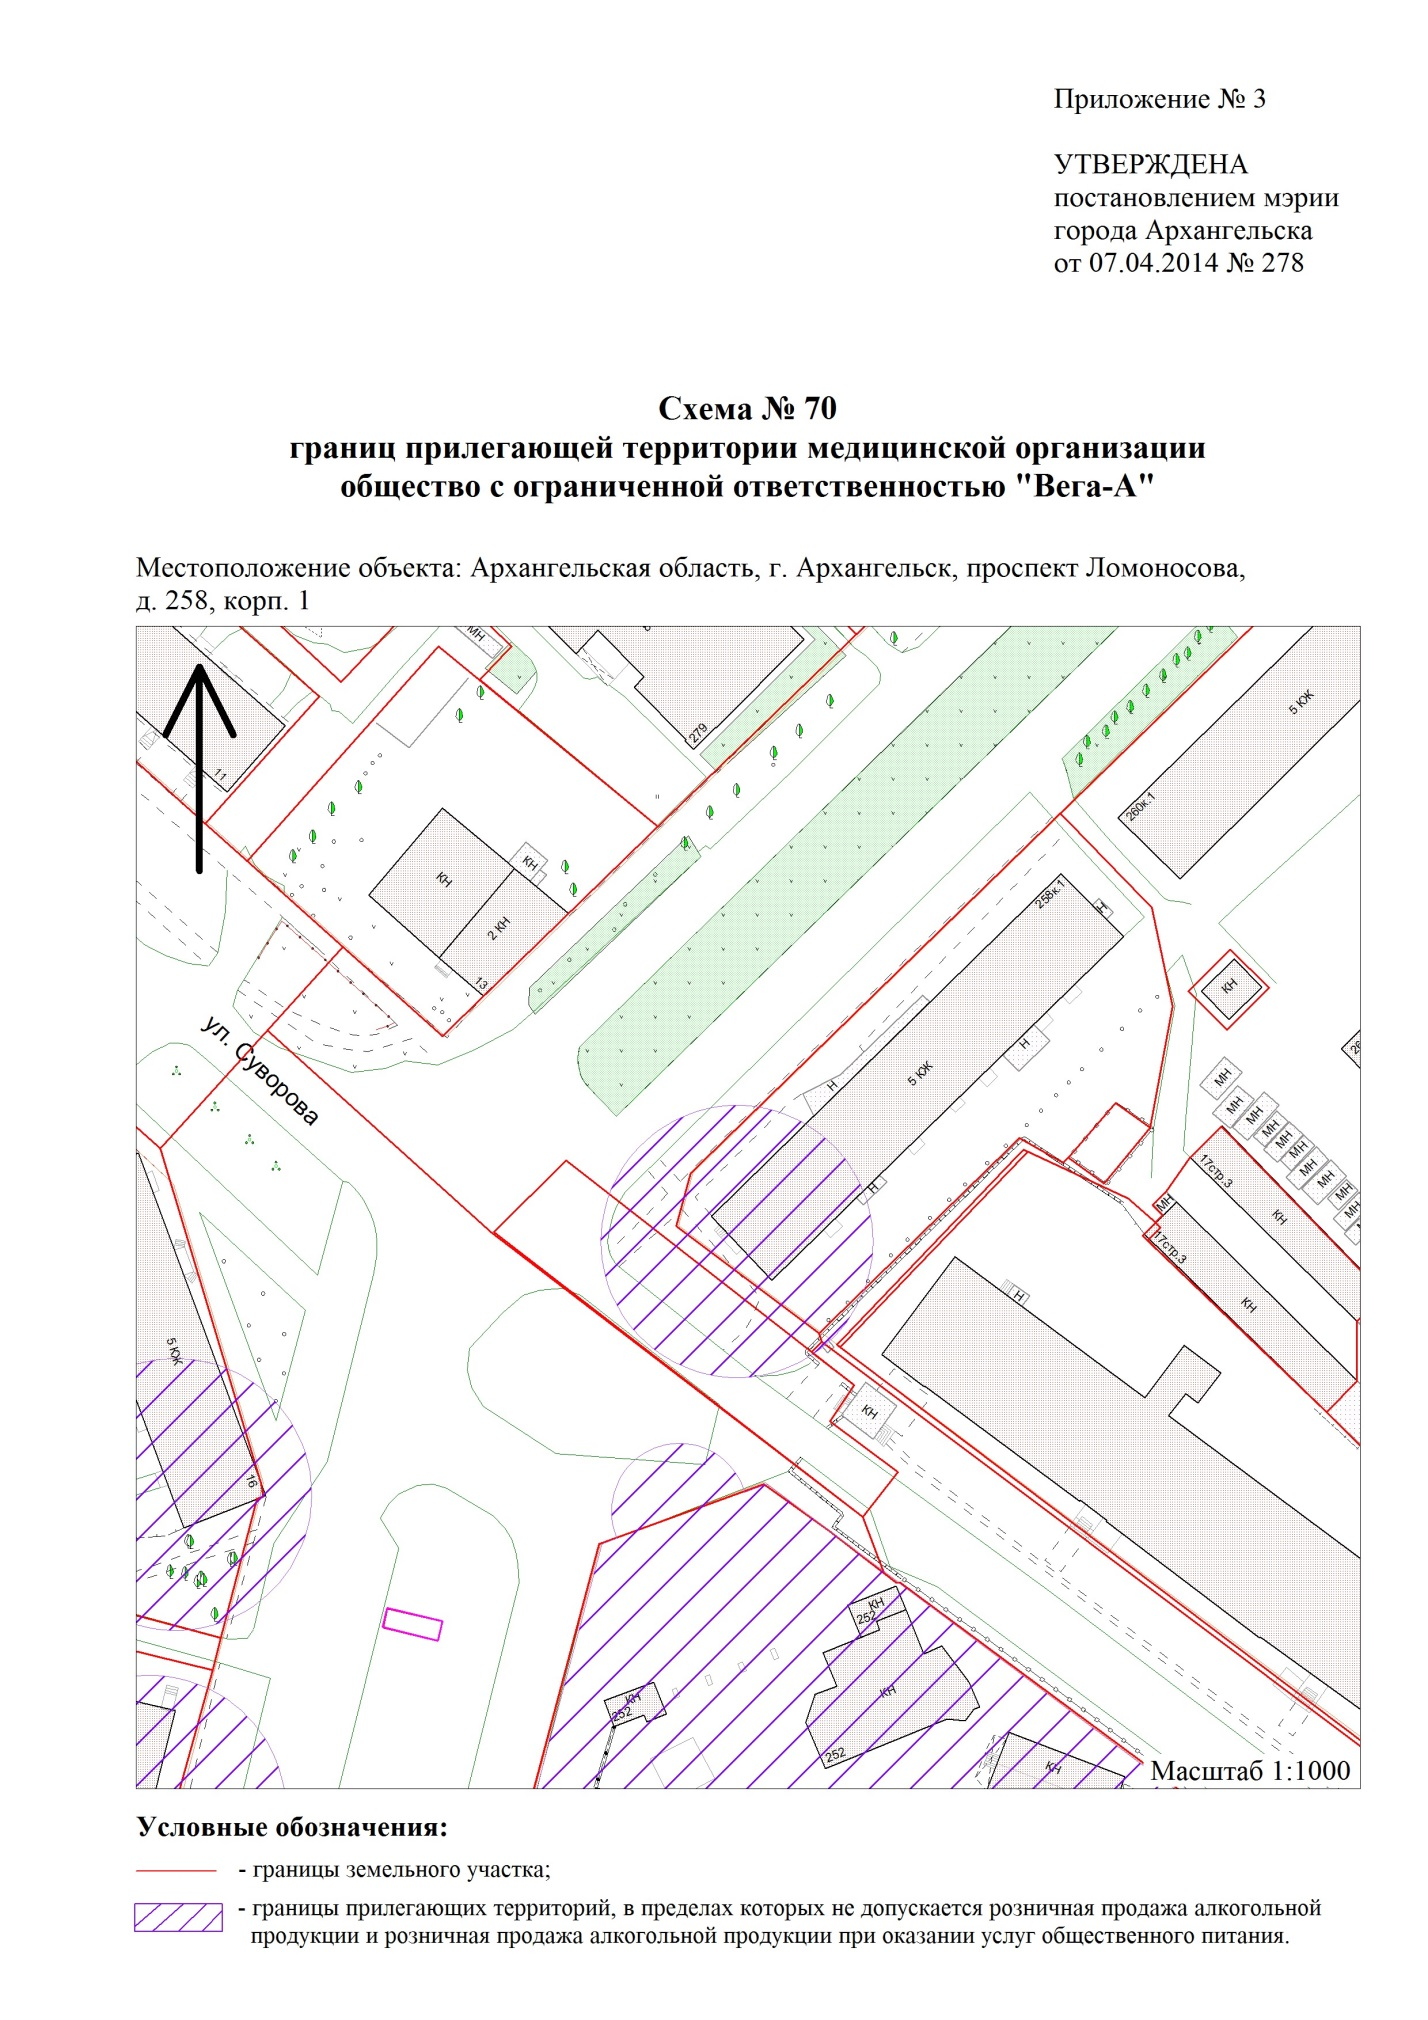 Приложение № 3
УТВЕРЖДЕНА
постановлением мэрии
города Архангельска
от 07.04.2014 № 278
Схема № 70
границ прилегающей территории медицинской организации
общество с ограниченной ответственностью "Вега-А"
Местоположение объекта: Архангельская область, г. Архангельск, проспект Ломоносова,
д. 258, корп. 1
МН
279
5 КЖ
11
260к.1
КН
КН
2 КН
13
258к.1
Н
КН
ул. Суворова
Н
5 КЖ
Н
Н
МН
МН
МН
МН
МН
МН
МН
МН
МН
МН
17стр.3
КН
МН
17стр.3
КН
Н
5 КЖ
16
КН
КН
252
КН
252
КН
252
КН
Масштаб 1:1000
Условные обозначения:
- границы земельного участка;
- границы прилегающих территорий, в пределах которых не допускается розничная продажа алкогольной
продукции и розничная продажа алкогольной продукции при оказании услуг общественного питания.